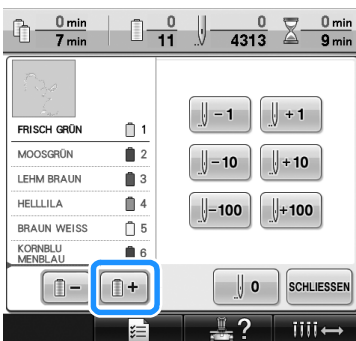 0 min 0 0 0 min
7 min 11 4313 9 min
FRISCH GRÜN 1
MOOSGRÜN 2
LEHM BRAUN 3
HELLLILA 4
BRAUN WEISS 5
KORNBLU
MENBLAU 6
-1 +1
-10 +10
-100 +100
- + 0 SCHLIESSEN
?